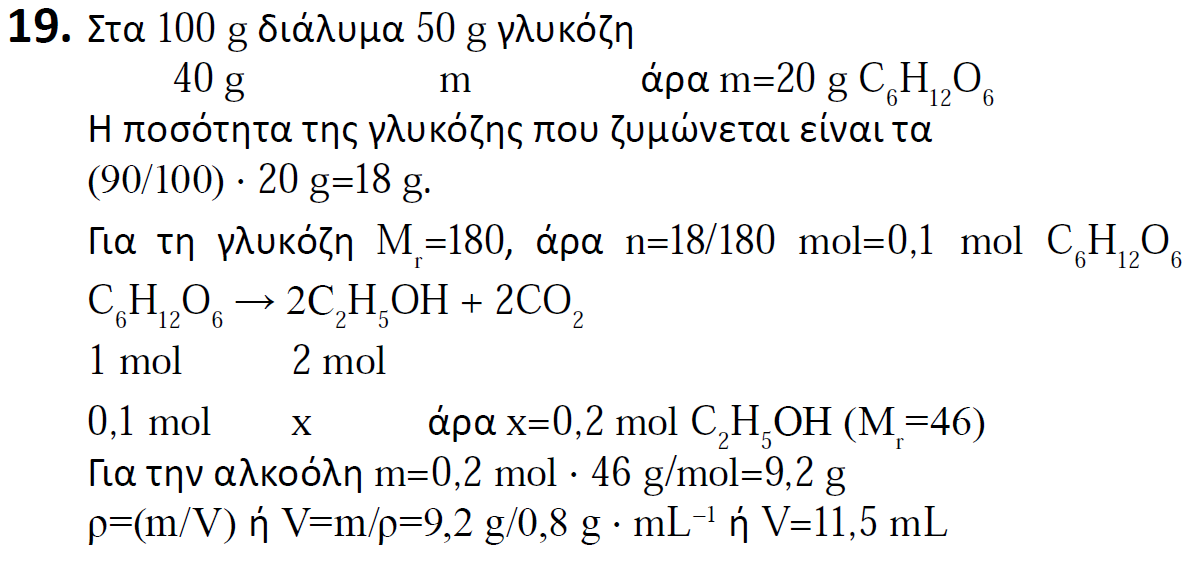 19. Στα 100 g διάλυμα 50 g γλυκόζη
40 g m άρα m=20 g C₆H₁₂O₆
Η ποσότητα της γλυκόζης που ζυμώνεται είναι τα
(90/100) · 20 g=18 g.
Για τη γλυκόζη Mᵣ=180, άρα n=18/180 mol=0,1 mol C₆H₁₂O₆
C₆H₁₂O₆ → 2C₂H₅OH + 2CO₂
1 mol 2 mol
0,1 mol x άρα x=0,2 mol C₂H₅OH (Mᵣ=46)
Για την αλκοόλη m=0,2 mol · 46 g/mol=9,2 g
ρ=(m/V) ή V=m/ρ=9,2 g/0,8 g · mL⁻¹ ή V=11,5 mL